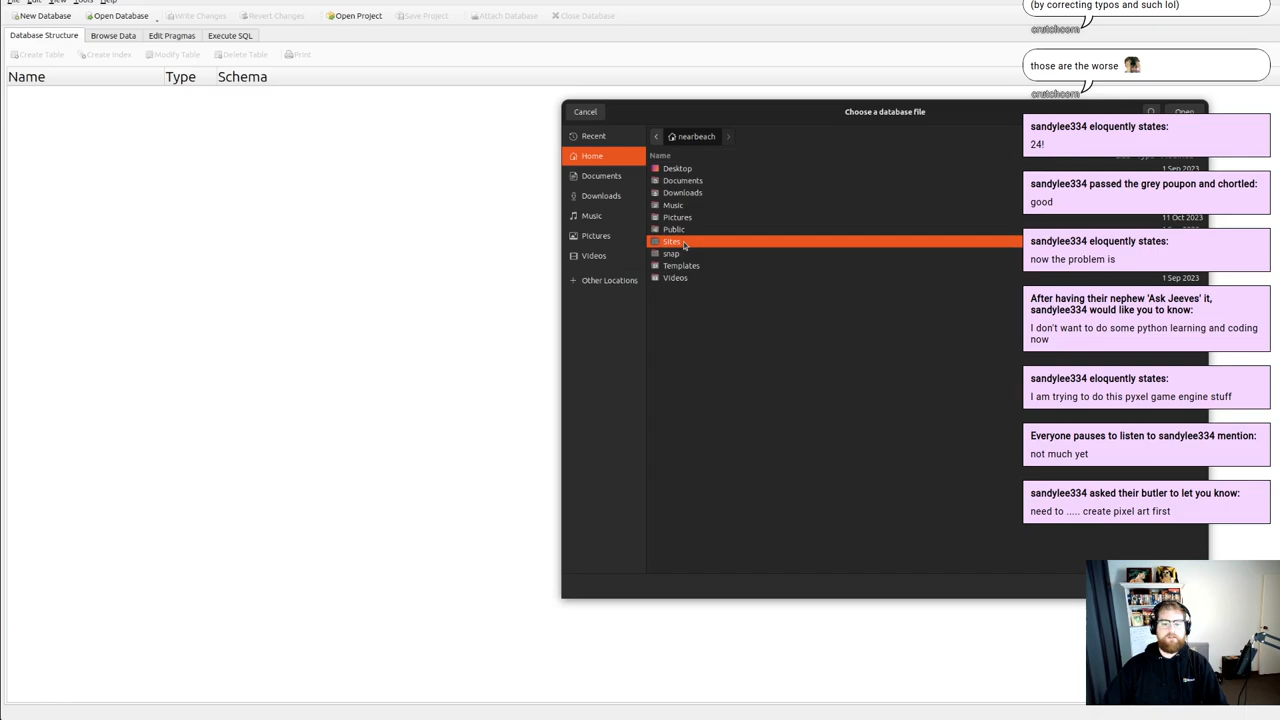 New Database
Open Database
Write Changes
Revert Changes
Open Project
Save Project
Attach Database
Close Database
Database Structure
Browse Data
Edit Pragmas
Execute SQL
Create Table
Create Index
Modify Table
Delete Table
Print
Name
Type
Schema
Cancel
Choose a database file
Open
Recent
Home
Documents
Downloads
Music
Pictures
Videos
Other Locations
nearbeach
Name
Desktop
1 Sep 2023
Documents
Downloads
Music
Pictures
11 Oct 2023
Public
Sites
snap
Templates
Videos
1 Sep 2023
(by correcting typos and such lol)
crutchcorn
those are the worse
crutchcorn
sandylee334 eloquently states:
24!
sandylee334 passed the grey poupon and chortled:
good
sandylee334 eloquently states:
now the problem is
After having their nephew 'Ask Jeeves' it,
sandylee334 would like you to know:
I don't want to do some python learning and coding
now
sandylee334 eloquently states:
I am trying to do this pyxel game engine stuff
Everyone pauses to listen to sandylee334 mention:
not much yet
sandylee334 asked their butler to let you know:
need to ..... create pixel art first